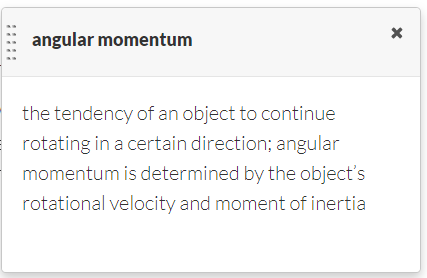 angular momentum
the tendency of an object to continue
rotating in a certain direction; angular
momentum is determined by the object’s
rotational velocity and moment of inertia